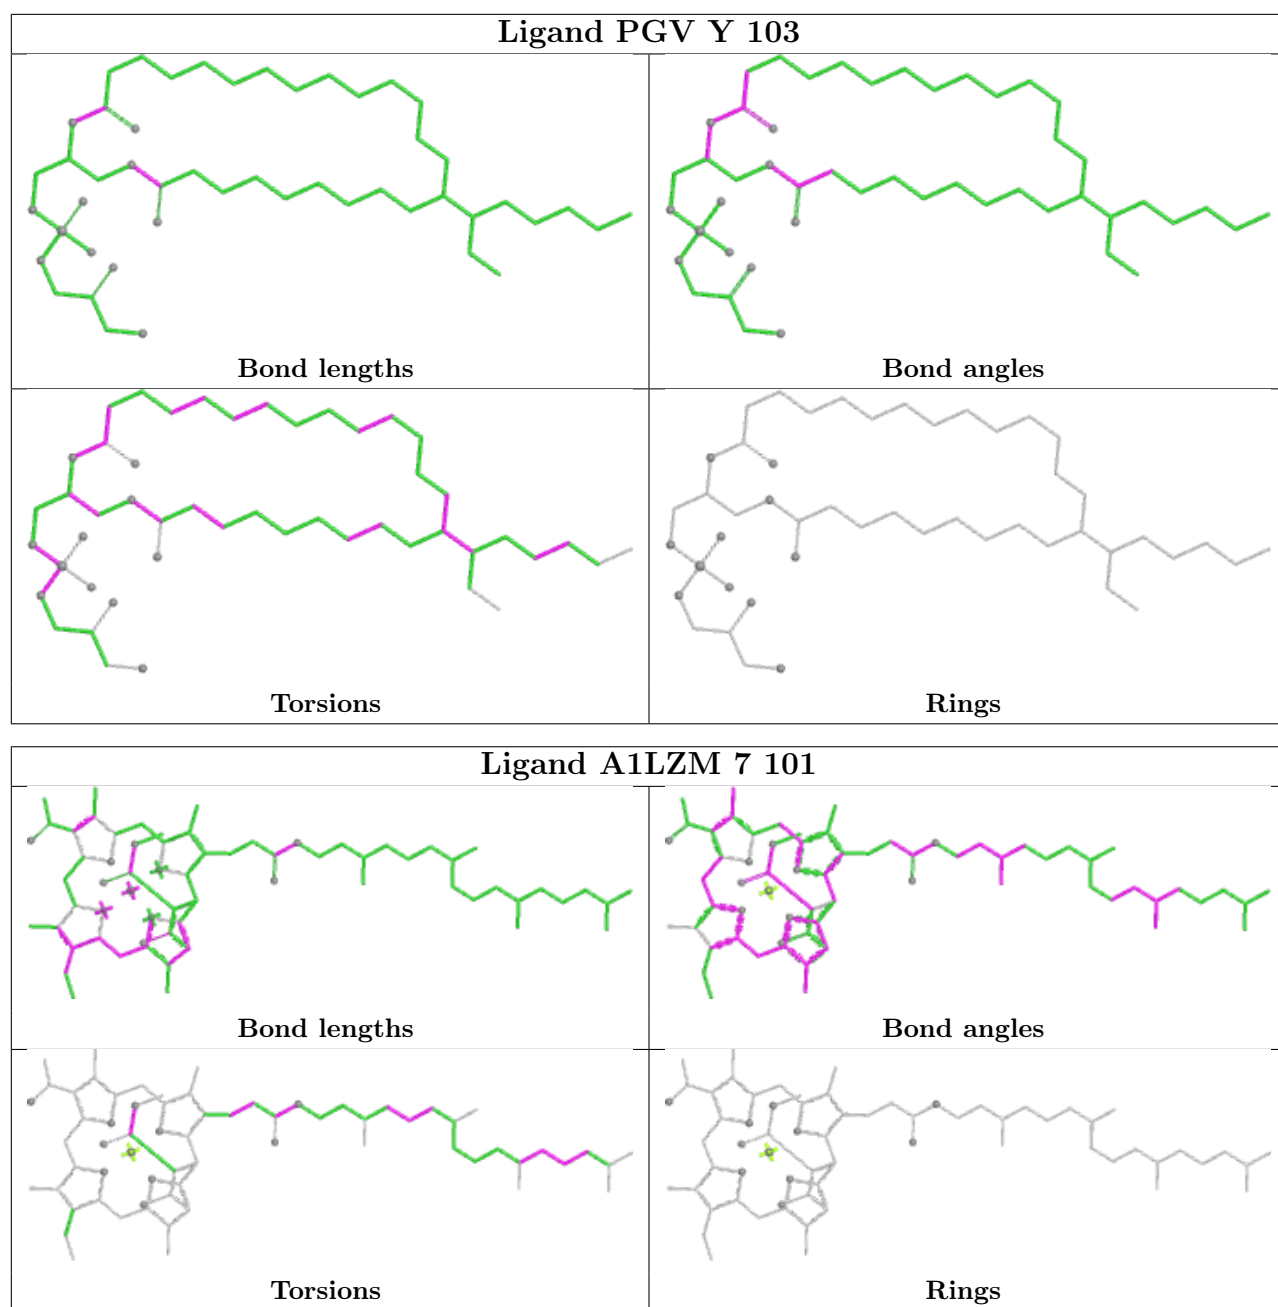 Ligand PGV Y 103
Bond lengths
Bond angles
Torsions
Rings
Ligand A1LZM 7 101
Bond lengths
Bond angles
Torsions
Rings